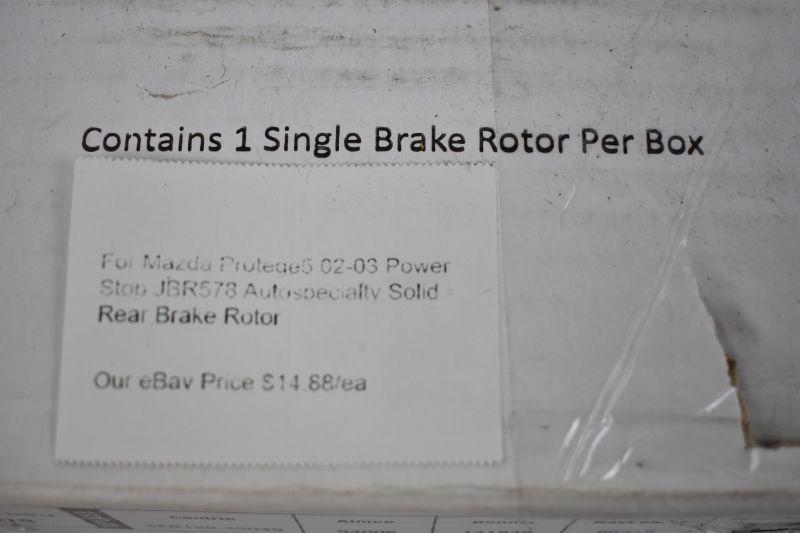 Contains 1 Single Brake Rotor Per Box
For Mazda Protege5 02-03 Power
Stop JBR578 Autospecialty Solid
Rear Brake Rotor
Our eBay Price $14.88/ea
Centric